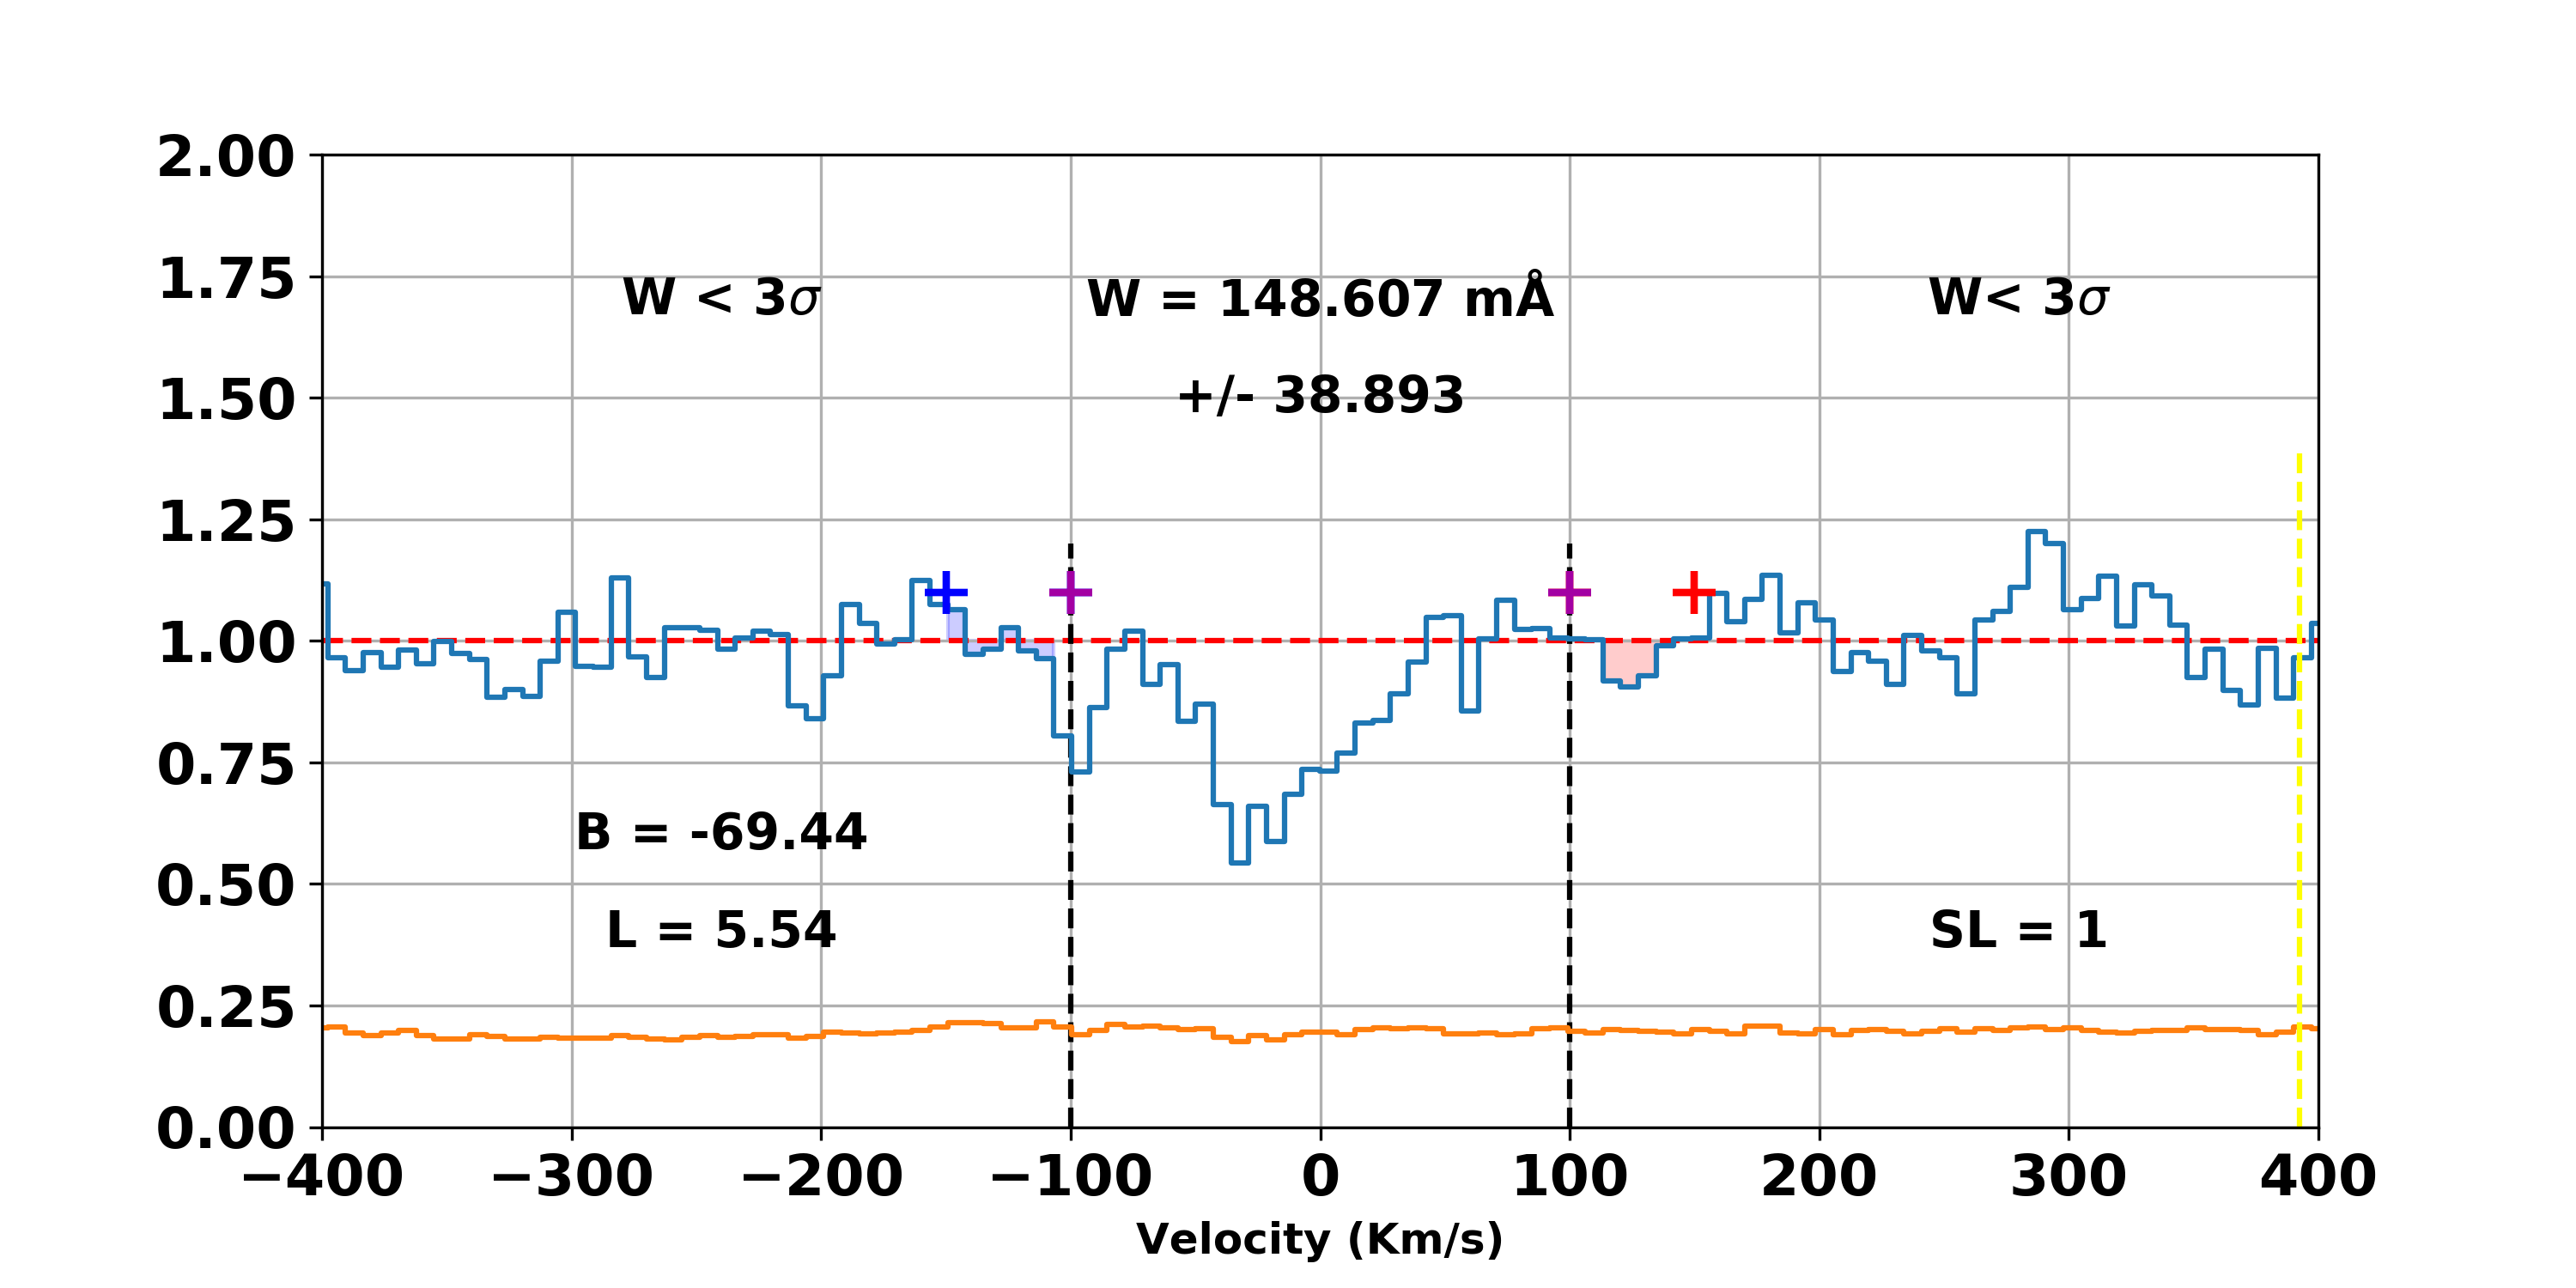 2.00
1.75
W < 3σ
W = 148.607 mÅ
W< 3σ
1.50
+/- 38.893
1.25
1.00
0.75
B = -69.44
0.50
L = 5.54
SL = 1
0.25
0.00
−400 −300 −200 −100 0 100 200 300 400
Velocity (Km/s)